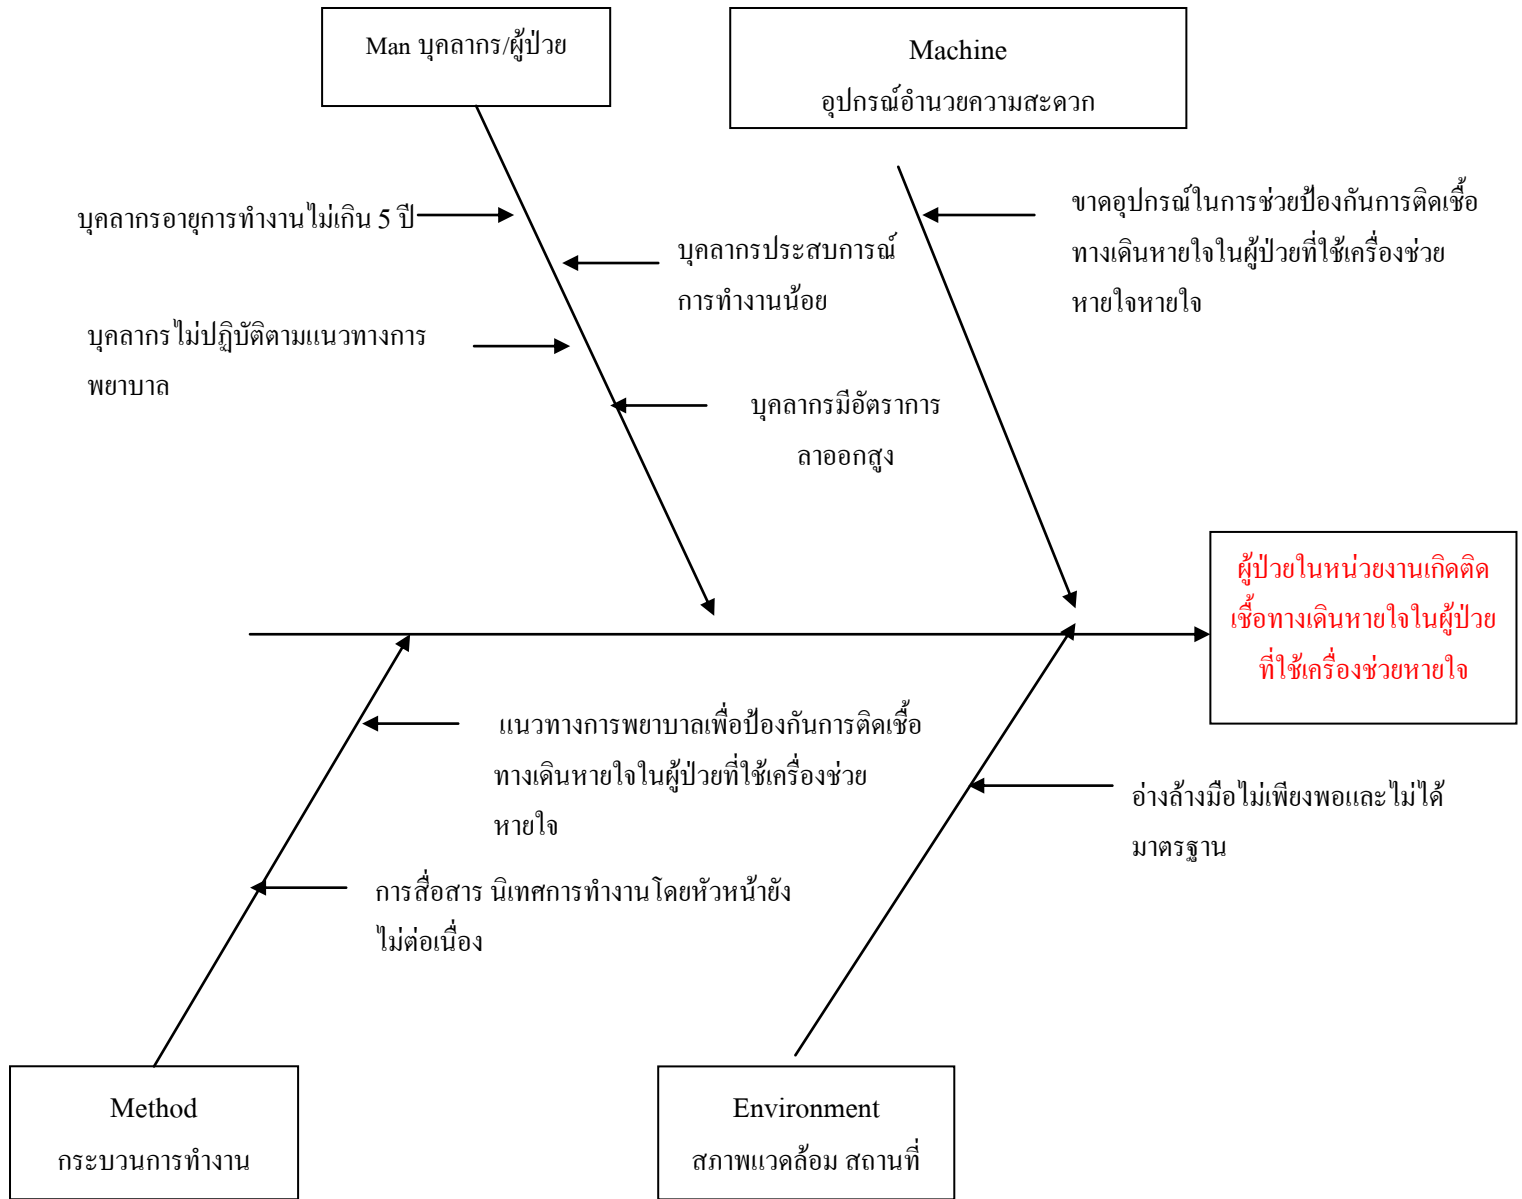 Man บุคลากร/ผู้ป่วย
Machine
อุปกรณ์อำนวยความสะดวก
บุคลากรอายุการทำงานไม่เกิน 5 ปี
บุคลากรประสบการณ์
การทำงานน้อย
บุคลากรไม่ปฏิบัติตามแนวทางการ
พยาบาล
บุคลากรมีอัตราการ
ลาออกสูง
ขาดอุปกรณ์ในการช่วยป้องกันการติดเชื้อ
ทางเดินหายใจในผู้ป่วยที่ใช้เครื่องช่วย
หายใจหายใจ
ผู้ป่วยในหน่วยงานเกิดติด
เชื้อทางเดินหายใจในผู้ป่วย
ที่ใช้เครื่องช่วยหายใจ
แนวทางการพยาบาลเพื่อป้องกันการติดเชื้อ
ทางเดินหายใจในผู้ป่วยที่ใช้เครื่องช่วย
หายใจ
การสื่อสาร นิเทศการทำงานโดยหัวหน้ายัง
ไม่ต่อเนื่อง
อ่างล้างมือไม่เพียงพอและไม่ได้
มาตรฐาน
Method
กระบวนการทำงาน
Environment
สภาพแวดล้อม สถานที่